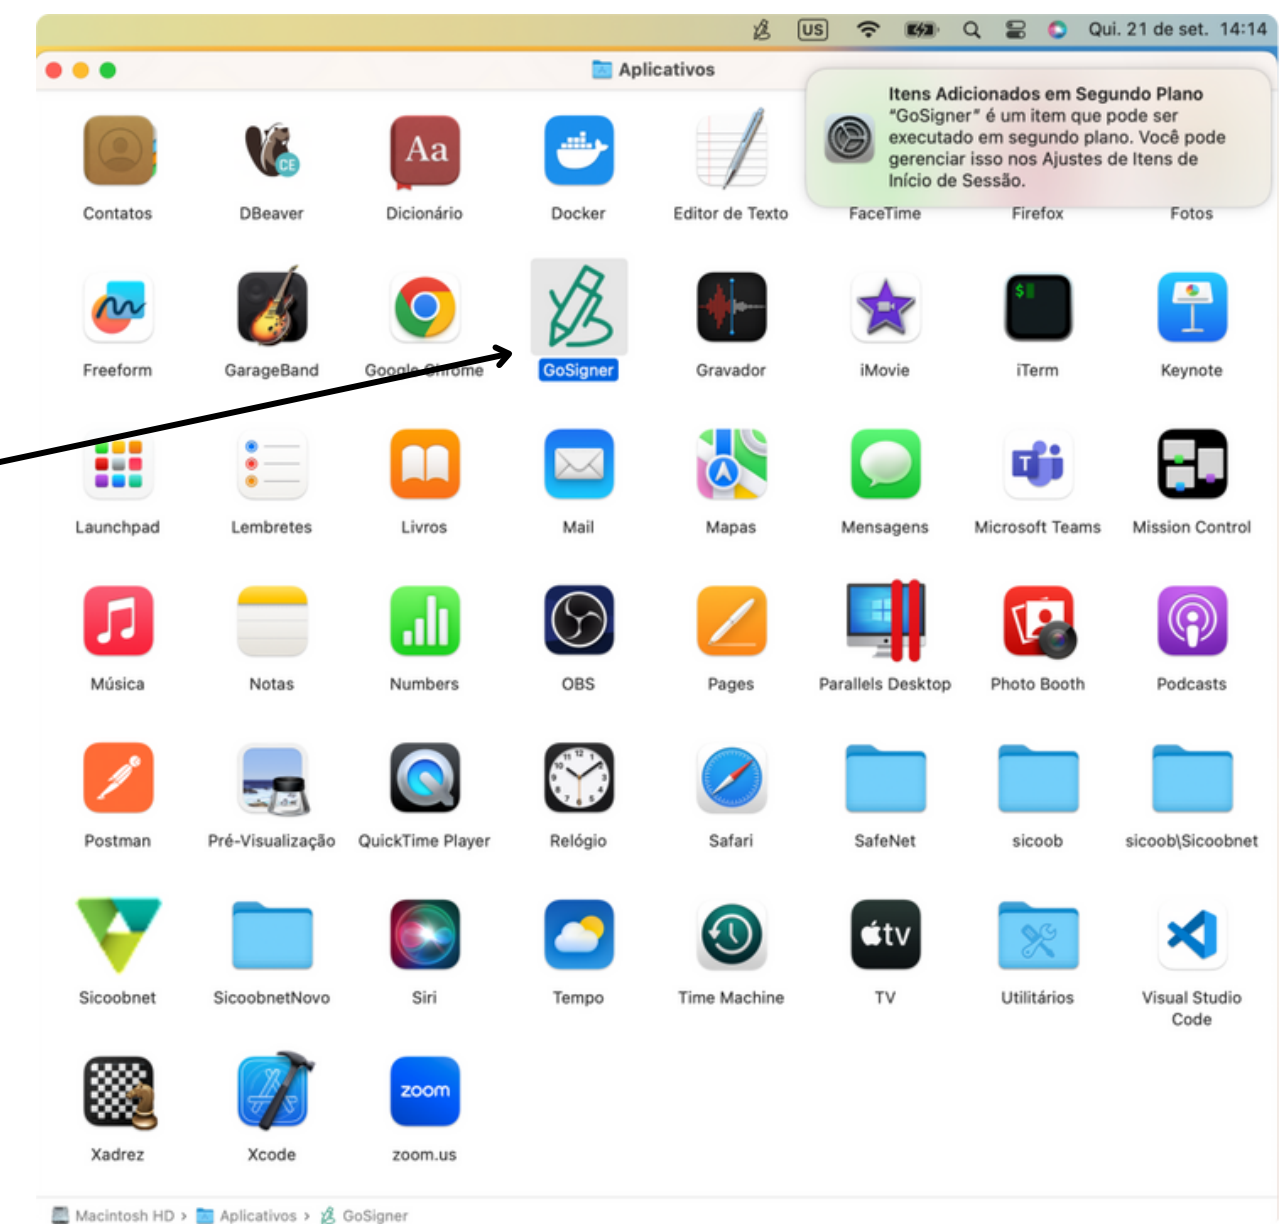 US
Qui. 21 de set. 14:14
Aplicativos
Itens Adicionados em Segundo Plano
“GoSigner” é um item que pode ser
executado em segundo plano. Você pode
gerenciar isso nos Ajustes de Itens de
Início de Sessão.
CE
Aa
Contatos
DBeaver
Dicionário
Docker
Editor de Texto
FaceTime
Firefox
Fotos
$
Freeform
GarageBand
Google Chrome
GoSigner
Gravador
iMovie
iTerm
Keynote
T
Launchpad
Lembretes
Livros
Mail
Mapas
Mensagens
Microsoft Teams
Mission Control
Música
Notas
Numbers
OBS
Pages
Parallels Desktop
Photo Booth
Podcasts
Postman
Pré-Visualização
QuickTime Player
Relógio
Safari
SafeNet
sicoob
sicoob\Sicoobnet
tv
Sicoobnet
SicoobnetNovo
Siri
Tempo
Time Machine
TV
Utilitários
Visual Studio
Code
zoom
Xadrez
Xcode
zoom.us
Macintosh HD › Aplicativos › GoSigner